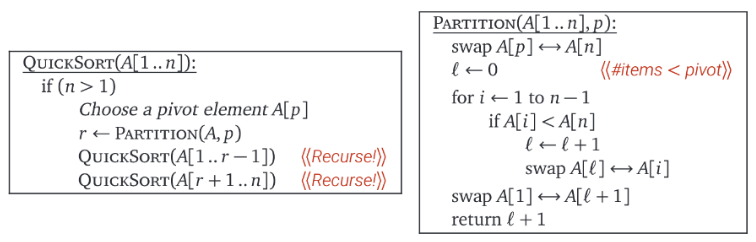 QUICKSORT(A[1..n]):
if (n > 1)
Choose a pivot element A[p]
r ← PARTITION(A, p)
QUICKSORT(A[1..r − 1]) ⟨⟨Recurse!⟩⟩
QUICKSORT(A[r + 1..n]) ⟨⟨Recurse!⟩⟩
PARTITION(A[1..n], p):
swap A[p] ↔ A[n]
ℓ ← 0 ⟨⟨#items < pivot⟩⟩
for i ← 1 to n − 1
if A[i] < A[n]
ℓ ← ℓ + 1
swap A[ℓ] ↔ A[i]
swap A[1] ↔ A[ℓ + 1]
return ℓ + 1